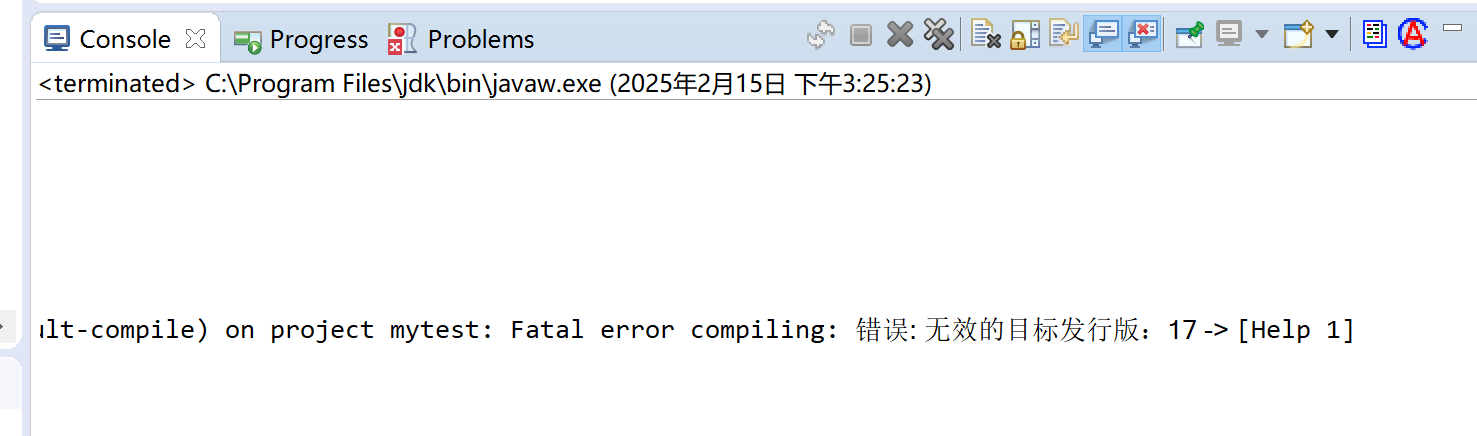 Console Progress Problems
<terminated> C:\Program Files\jdk\bin\javaw.exe (2025年2月15日 下午3:25:23)
ult-compile) on project mytest: Fatal error compiling: 错误: 无效的目标发行版：17 -> [Help 1]